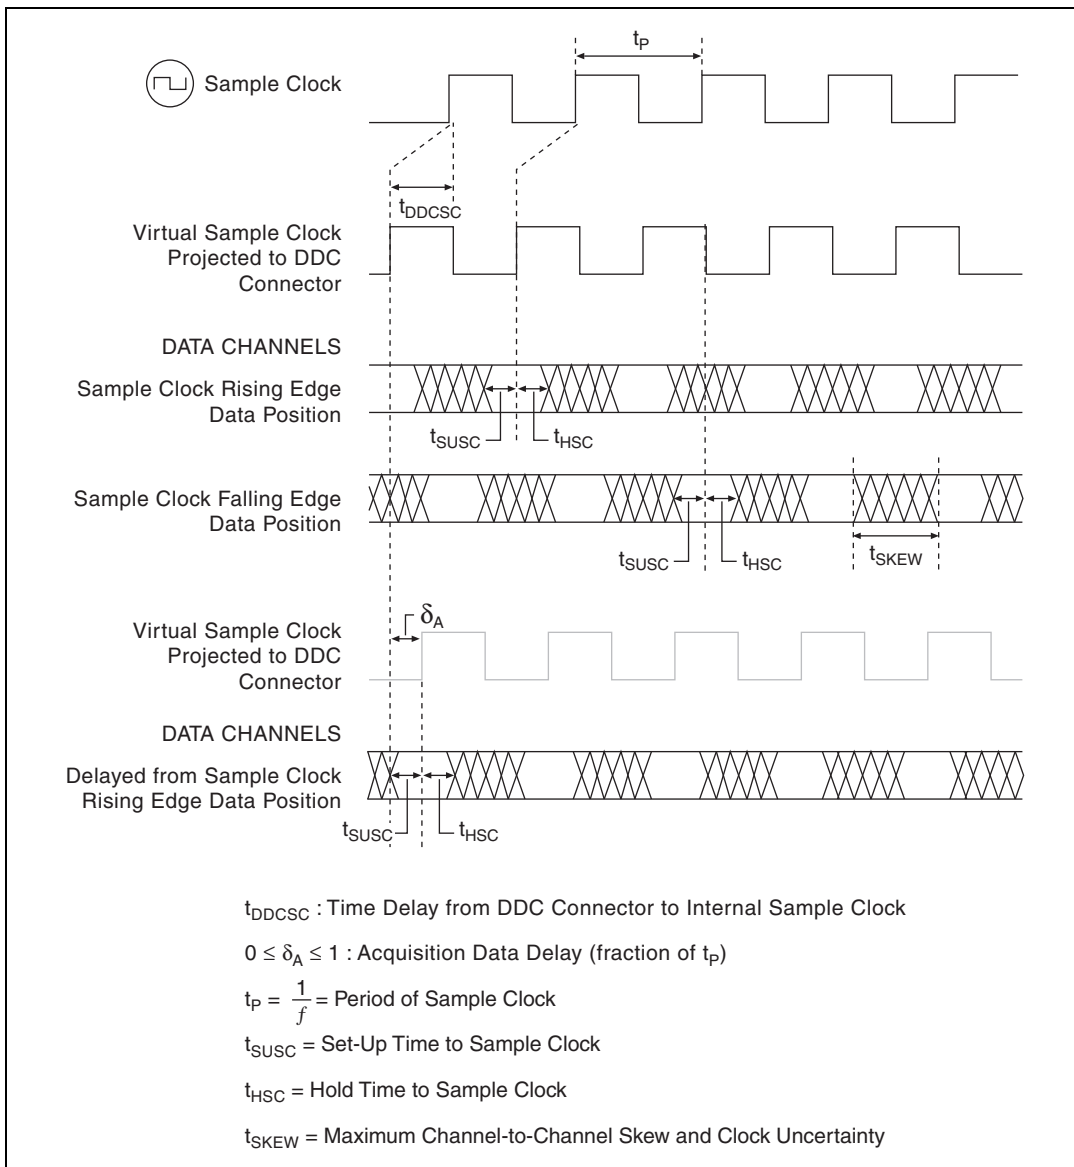 t_P
Sample Clock
t_DDCSC
Virtual Sample Clock
Projected to DDC
Connector
DATA CHANNELS
Sample Clock Rising Edge
Data Position
t_SUSC t_HSC
Sample Clock Falling Edge
Data Position
t_SUSC t_HSC t_SKEW
δ_A
Virtual Sample Clock
Projected to DDC
Connector
DATA CHANNELS
Delayed from Sample Clock
Rising Edge Data Position
t_SUSC t_HSC
t_DDCSC : Time Delay from DDC Connector to Internal Sample Clock
0 ≤ δ_A ≤ 1 : Acquisition Data Delay (fraction of t_P)
t_P = 1/f = Period of Sample Clock
t_SUSC = Set-Up Time to Sample Clock
t_HSC = Hold Time to Sample Clock
t_SKEW = Maximum Channel-to-Channel Skew and Clock Uncertainty